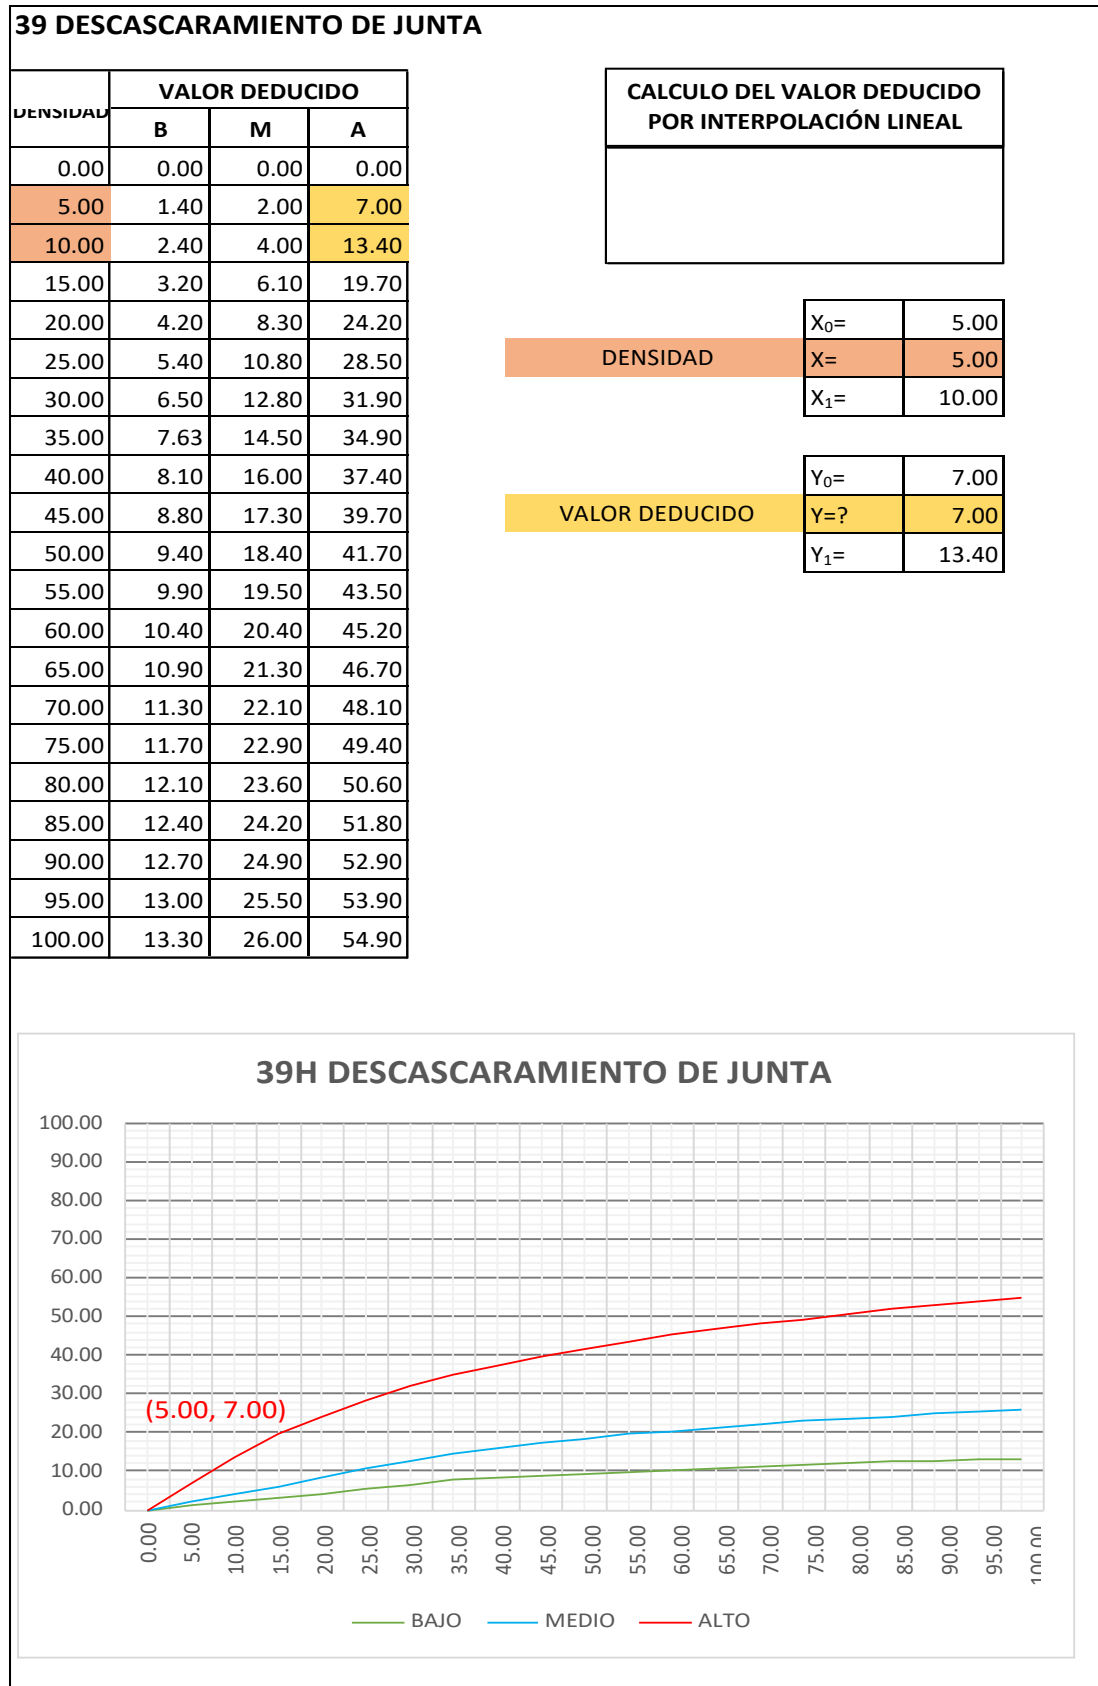 39 DESCASCARAMIENTO DE JUNTA
DENSIDAD VALOR DEDUCIDO
B M A
0.00 0.00 0.00 0.00
5.00 1.40 2.00 7.00
10.00 2.40 4.00 13.40
15.00 3.20 6.10 19.70
20.00 4.20 8.30 24.20
25.00 5.40 10.80 28.50
30.00 6.50 12.80 31.90
35.00 7.63 14.50 34.90
40.00 8.10 16.00 37.40
45.00 8.80 17.30 39.70
50.00 9.40 18.40 41.70
55.00 9.90 19.50 43.50
60.00 10.40 20.40 45.20
65.00 10.90 21.30 46.70
70.00 11.30 22.10 48.10
75.00 11.70 22.90 49.40
80.00 12.10 23.60 50.60
85.00 12.40 24.20 51.80
90.00 12.70 24.90 52.90
95.00 13.00 25.50 53.90
100.00 13.30 26.00 54.90
CALCULO DEL VALOR DEDUCIDO
POR INTERPOLACIÓN LINEAL
X₀= 5.00
DENSIDAD X= 5.00
X₁= 10.00
Y₀= 7.00
VALOR DEDUCIDO Y=? 7.00
Y₁= 13.40
39H DESCASCARAMIENTO DE JUNTA
100.00
90.00
80.00
70.00
60.00
50.00
40.00
30.00
20.00
10.00
0.00
(5.00, 7.00)
0.00 5.00 10.00 15.00 20.00 25.00 30.00 35.00 40.00 45.00 50.00 55.00 60.00 65.00 70.00 75.00 80.00 85.00 90.00 95.00 100.00
BAJO MEDIO ALTO